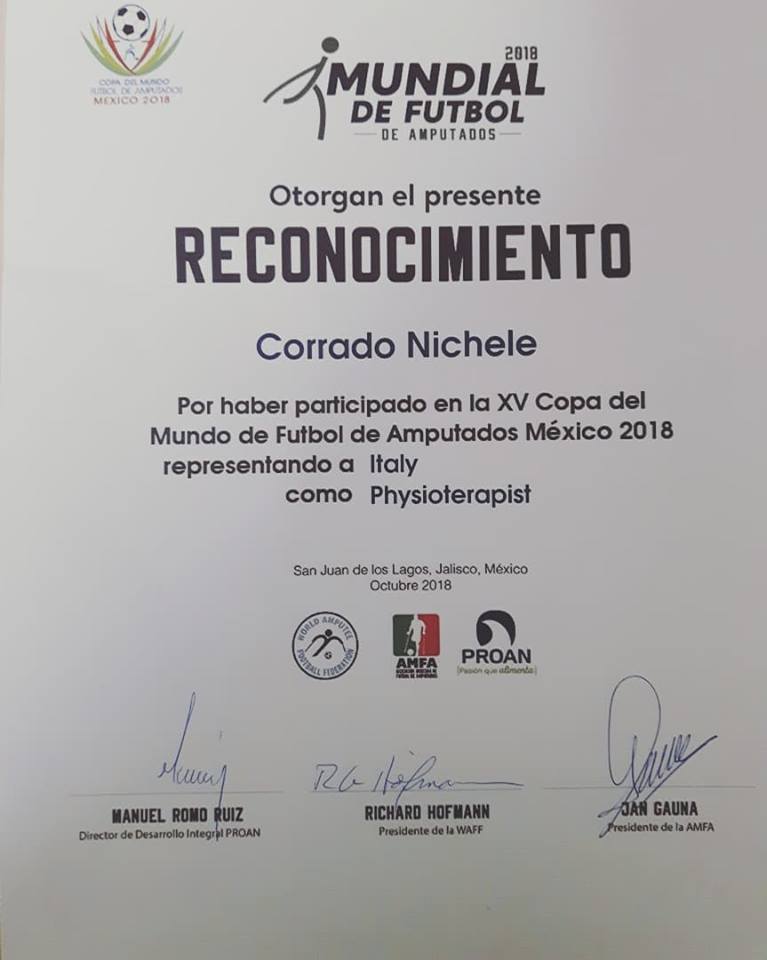 COPA DEL MUNDO
FUTBOL DE AMPUTADOS
MEXICO 2018
2018
MUNDIAL
DE FUTBOL
DE AMPUTADOS
Otorgan el presente
RECONOCIMIENTO
Corrado Nichele
Por haber participado en la XV Copa del
Mundo de Futbol de Amputados México 2018
representando a Italy
como Physioterapist
San Juan de los Lagos, Jalisco, México
Octubre 2018
WORLD AMPUTEE
FOOTBALL FEDERATION
AMFA
PROAN
(Pasión que alimenta)
MANUEL ROMO RUIZ
Director de Desarrollo Integral PROAN
RG Hofmann
RICHARD HOFMANN
Presidente de la WAFF
JAN GAUNA
Presidente de la AMFA